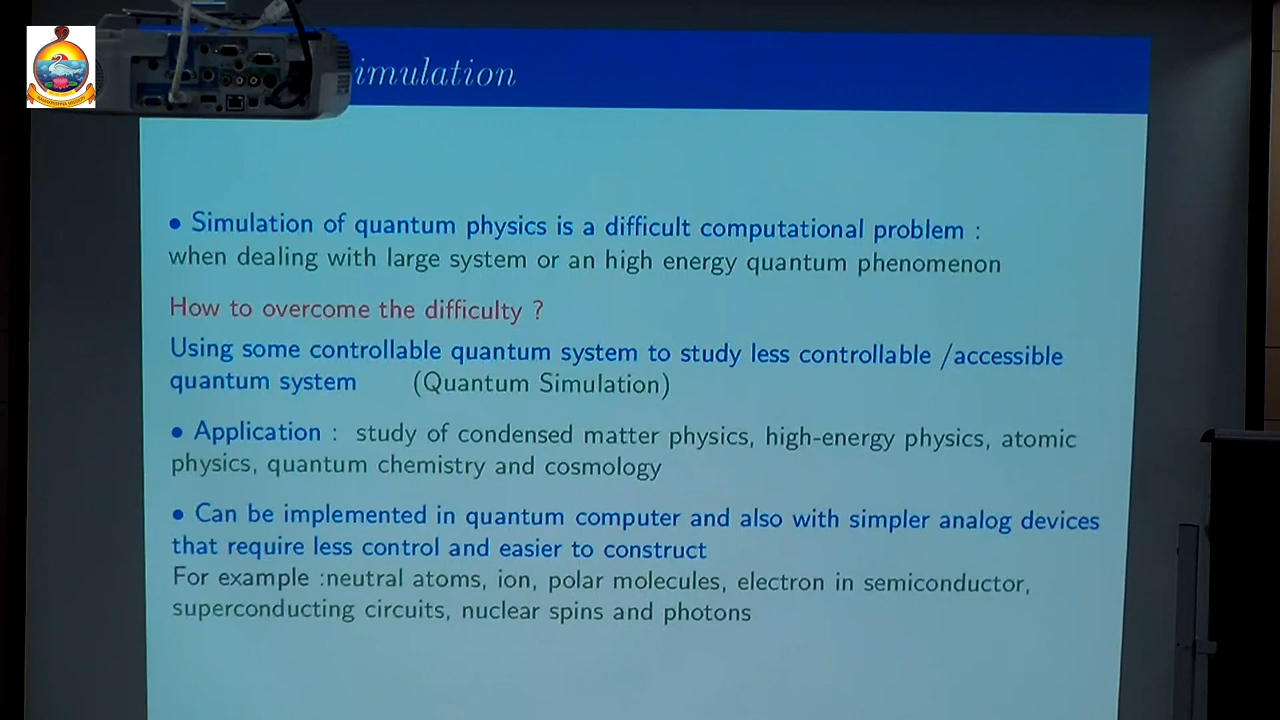 imulation
• Simulation of quantum physics is a difficult computational problem :
when dealing with large system or an high energy quantum phenomenon
How to overcome the difficulty ?
Using some controllable quantum system to study less controllable /accessible
quantum system (Quantum Simulation)
• Application : study of condensed matter physics, high-energy physics, atomic
physics, quantum chemistry and cosmology
• Can be implemented in quantum computer and also with simpler analog devices
that require less control and easier to construct
For example :neutral atoms, ion, polar molecules, electron in semiconductor,
superconducting circuits, nuclear spins and photons